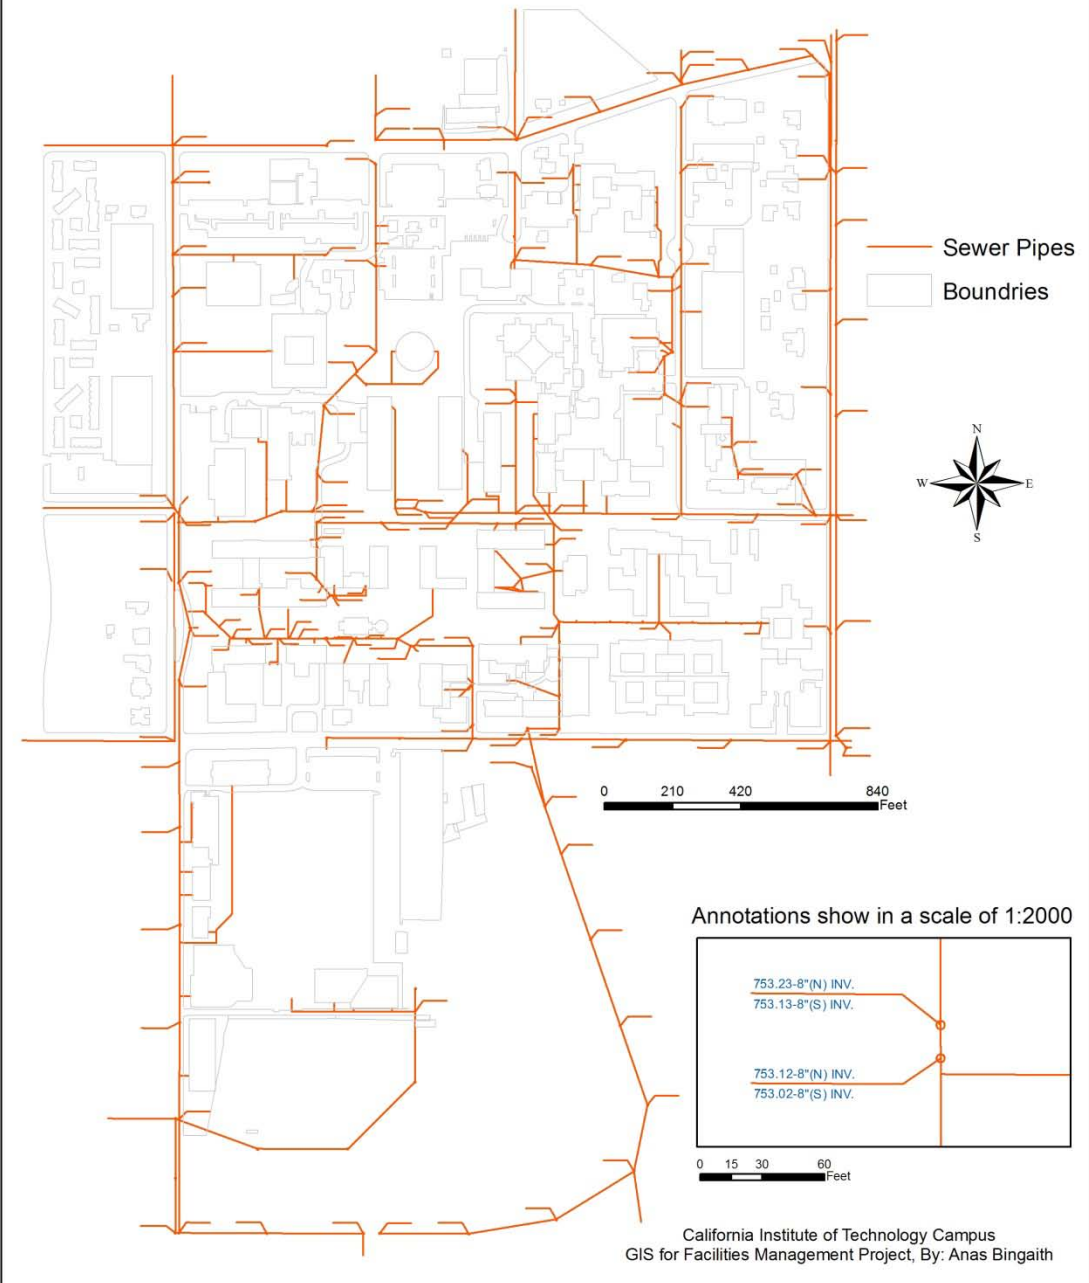 Sewer Pipes
Boundries
N
W
E
S
0 210 420 840
Feet
Annotations show in a scale of 1:2000
753.23-8"(N) INV.
753.13-8"(S) INV.
753.12-8"(N) INV.
753.02-8"(S) INV.
0 15 30 60
Feet
California Institute of Technology Campus
GIS for Facilities Management Project, By: Anas Bingaith